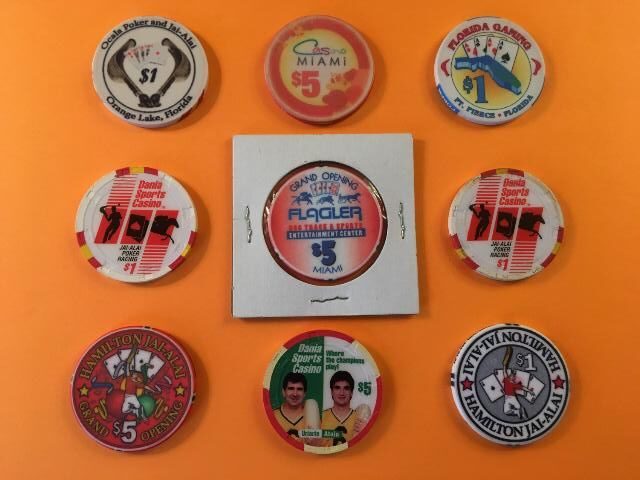 Ocala Poker and Jai-Alai
$1
Orange Lake, Florida
Casino
MIAMI
$5
FLORIDA GAMING
$1
FT. PIERCE • FLORIDA
Dania
Sports
Casino
JAI-ALAI
POKER
RACING
$1
GRAND OPENING
FLAGLER
DOG TRACK & SPORTS
ENTERTAINMENT CENTER
$5
MIAMI
Dania
Sports
Casino
JAI-ALAI
POKER
RACING
$1
HAMILTON JAI-ALAI
$5
GRAND OPENING
Dania
Sports
Casino
Where
the champions
play!
$5
Uriarte Atain
HAMILTON JAI-ALAI
$1
HAMILTON JAI-ALAI